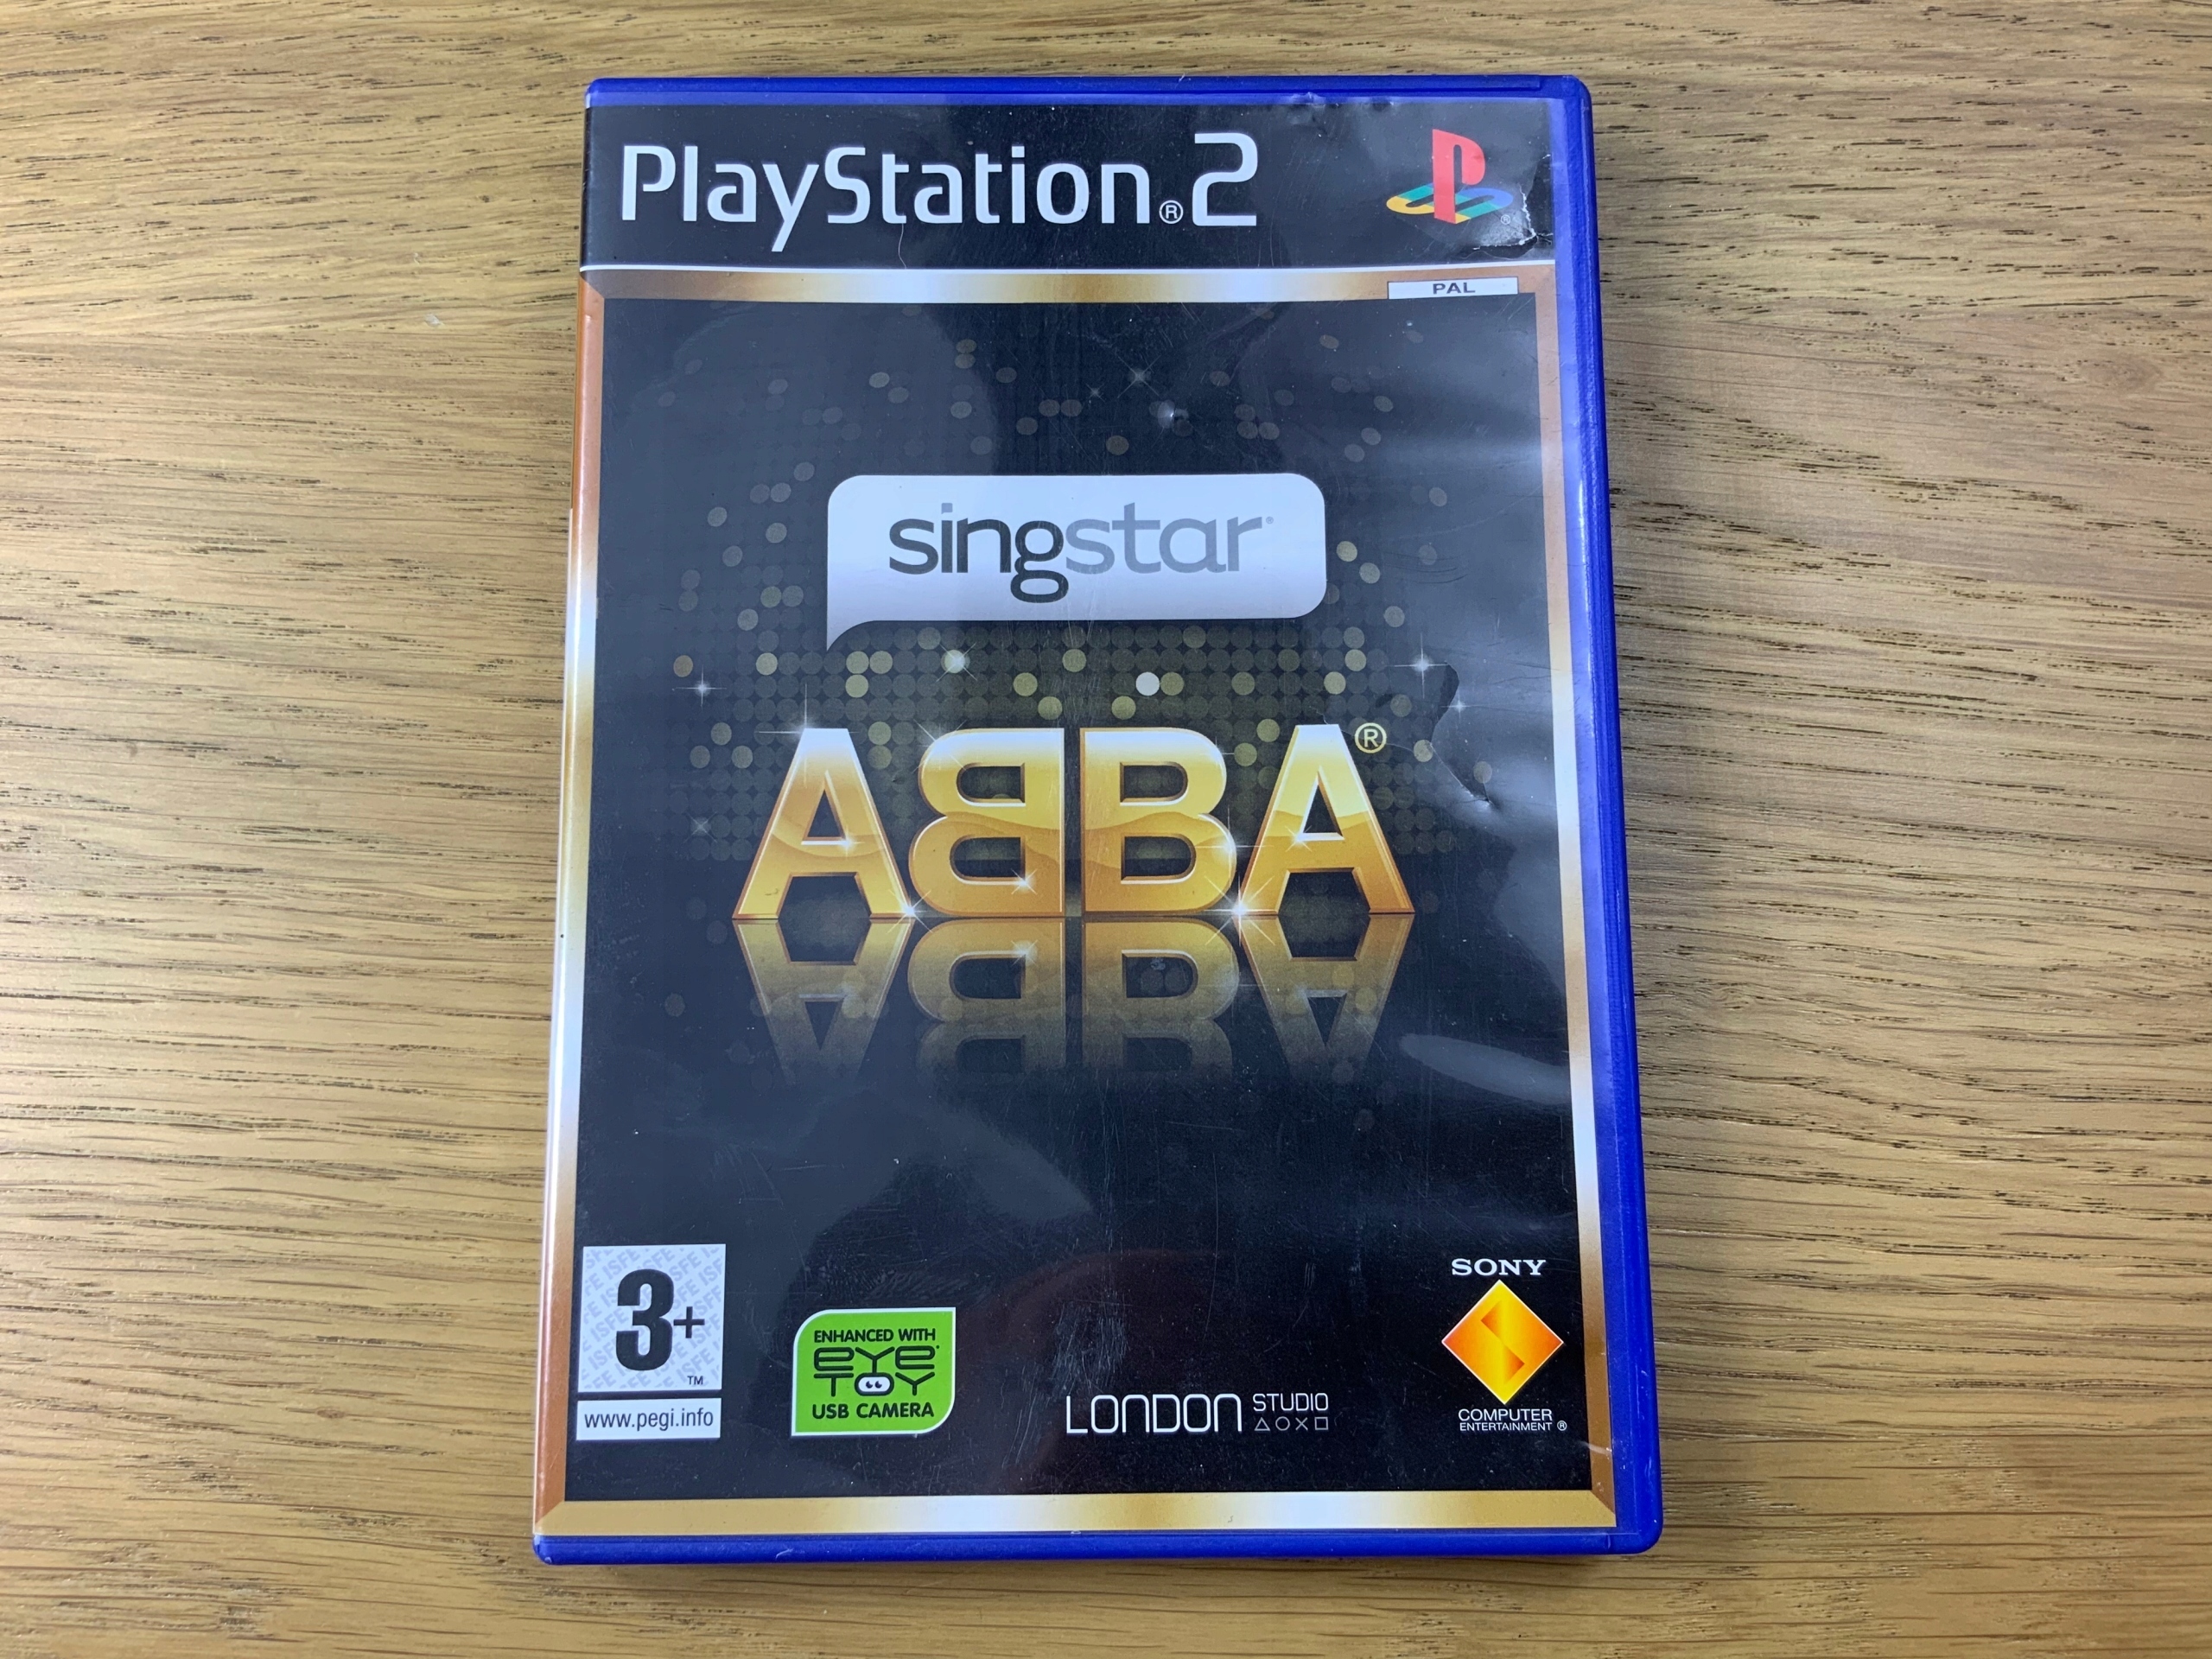 PlayStation®2
PAL
singstar®
ABBA®
3+
™
www.pegi.info
ENHANCED WITH
EYE
TOY
USB CAMERA
LONDON STUDIO
SONY
COMPUTER
ENTERTAINMENT ®